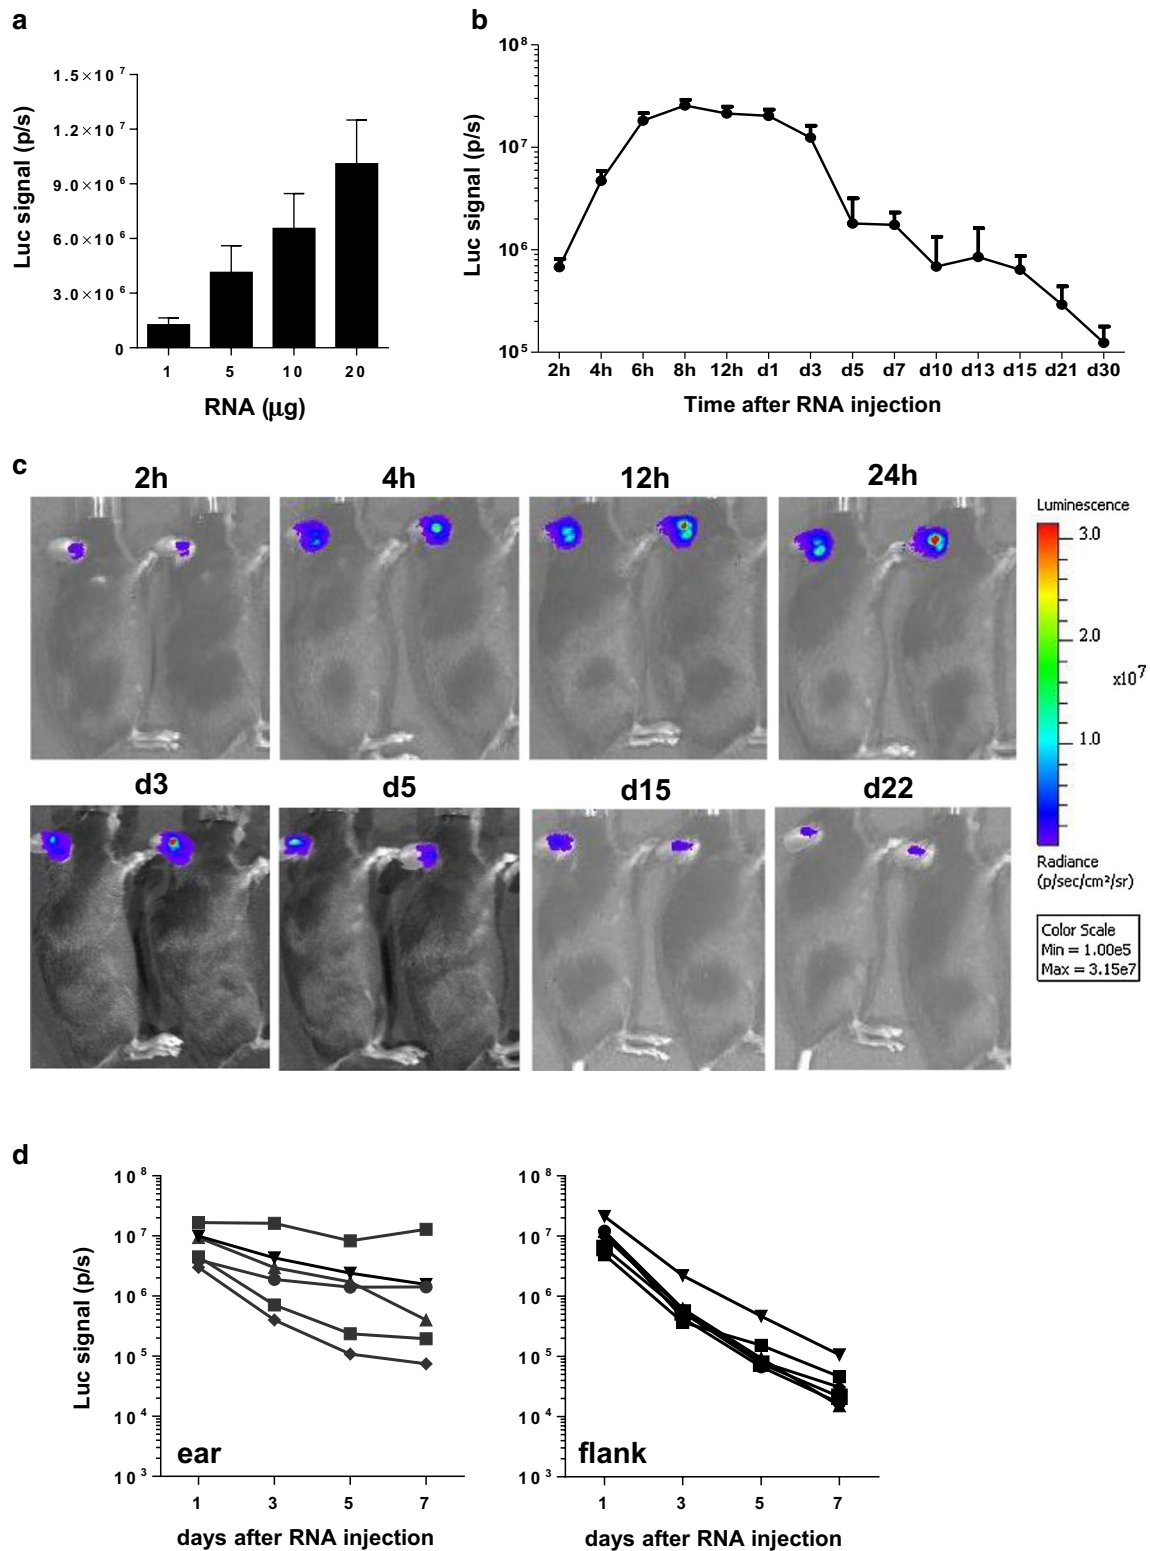 a
Luc signal (p/s)
1.5×10⁷
1.2×10⁷
9.0×10⁶
6.0×10⁶
3.0×10⁶
0
1 5 10 20
RNA (μg)
b
Luc signal (p/s)
10⁸
10⁷
10⁶
10⁵
2h 4h 6h 8h 12h d1 d3 d5 d7 d10 d13 d15 d21 d30
Time after RNA injection
c
2h 4h 12h 24h
d3 d5 d15 d22
Luminescence
3.0
2.0
x10⁷
1.0
Radiance
(p/sec/cm²/sr)
Color Scale
Min = 1.00e5
Max = 3.15e7
d
Luc signal (p/s)
10⁸
10⁷
10⁶
10⁵
10⁴
10³
ear
1 3 5 7
days after RNA injection
10⁸
10⁷
10⁶
10⁵
10⁴
10³
flank
1 3 5 7
days after RNA injection